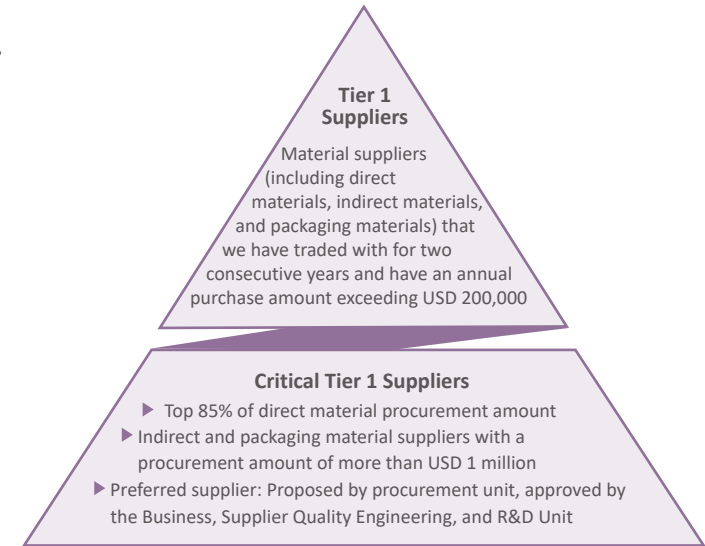 Tier 1
Suppliers
Material suppliers
(including direct
materials, indirect materials,
and packaging materials) that
we have traded with for two
consecutive years and have an annual
purchase amount exceeding USD 200,000
Critical Tier 1 Suppliers
Top 85% of direct material procurement amount
Indirect and packaging material suppliers with a
procurement amount of more than USD 1 million
Preferred supplier: Proposed by procurement unit, approved by
the Business, Supplier Quality Engineering, and R&D Unit